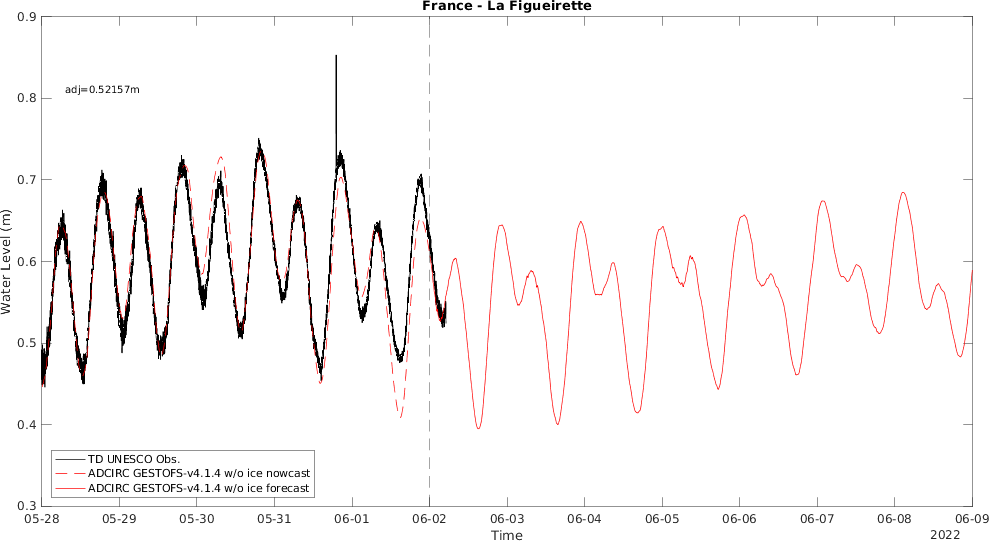 France - La Figueirette
adj=0.52157m
Water Level (m)
0.9
0.8
0.7
0.6
0.5
0.4
0.3
TD UNESCO Obs.
ADCIRC GESTOFS-v4.1.4 w/o ice nowcast
ADCIRC GESTOFS-v4.1.4 w/o ice forecast
05-28 05-29 05-30 05-31 06-01 06-02 06-03 06-04 06-05 06-06 06-07 06-08 06-09
Time
2022